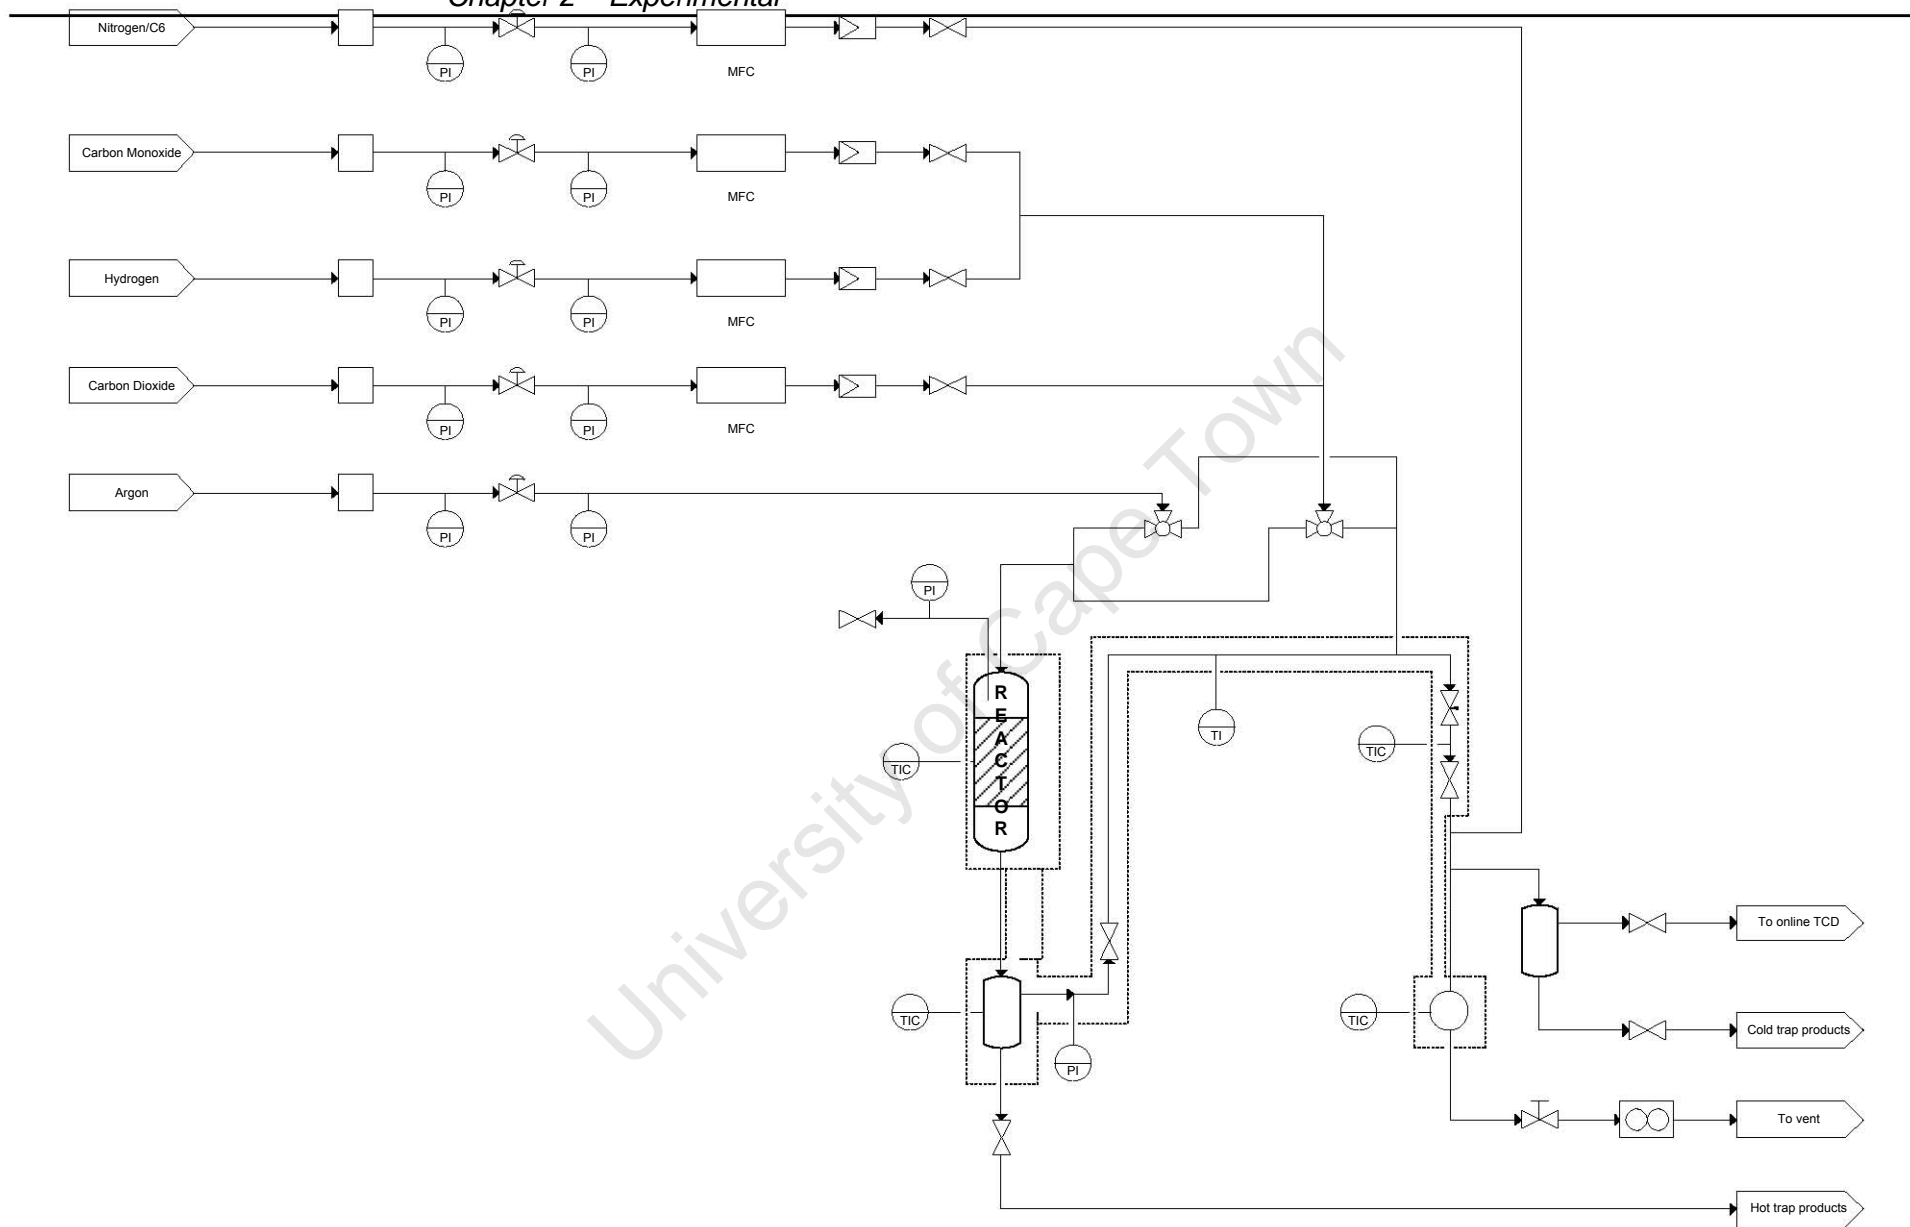 Chapter 2 – Experimental
Nitrogen/C6
PI
PI
MFC
Carbon Monoxide
PI
PI
MFC
Hydrogen
PI
PI
MFC
Carbon Dioxide
PI
PI
MFC
Argon
PI
PI
PI
REACTOR
TIC
TI
TIC
TIC
PI
TIC
To online TCD
Cold trap products
To vent
Hot trap products
University of Cape Town